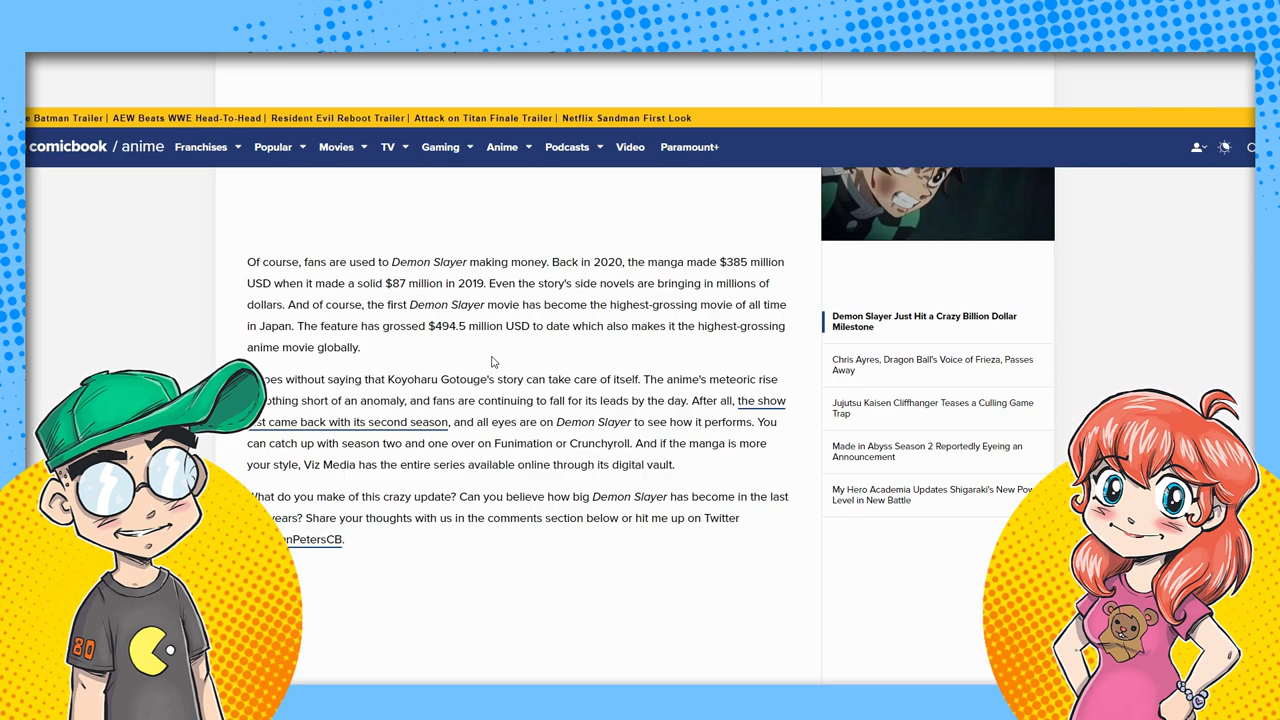 Batman Trailer | AEW Beats WWE Head-To-Head | Resident Evil Reboot Trailer | Attack on Titan Finale Trailer | Netflix Sandman First Look
comicbook / anime Franchises Popular Movies TV Gaming Anime Podcasts Video Paramount+
Of course, fans are used to Demon Slayer making money. Back in 2020, the manga made $385 million
USD when it made a solid $87 million in 2019. Even the story's side novels are bringing in millions of
dollars. And of course, the first Demon Slayer movie has become the highest-grossing movie of all time
in Japan. The feature has grossed $494.5 million USD to date which also makes it the highest-grossing
anime movie globally.
without saying that Koyoharu Gotouge's story can take care of itself. The anime's meteoric rise
short of an anomaly, and fans are continuing to fall for its leads by the day. After all, the show
came back with its second season, and all eyes are on Demon Slayer to see how it performs. You
can catch up with season two and one over on Funimation or Crunchyroll. And if the manga is more
your style, Viz Media has the entire series available online through its digital vault.
What do you make of this crazy update? Can you believe how big Demon Slayer has become in the last
years? Share your thoughts with us in the comments section below or hit me up on Twitter
nPetersCB.
Demon Slayer Just Hit a Crazy Billion Dollar
Milestone
Chris Ayres, Dragon Ball's Voice of Frieza, Passes
Away
Jujutsu Kaisen Cliffhanger Teases a Culling Game
Trap
Made in Abyss Season 2 Reportedly Eyeing an
Announcement
My Hero Academia Updates Shigaraki's New
Level in New Battle
80